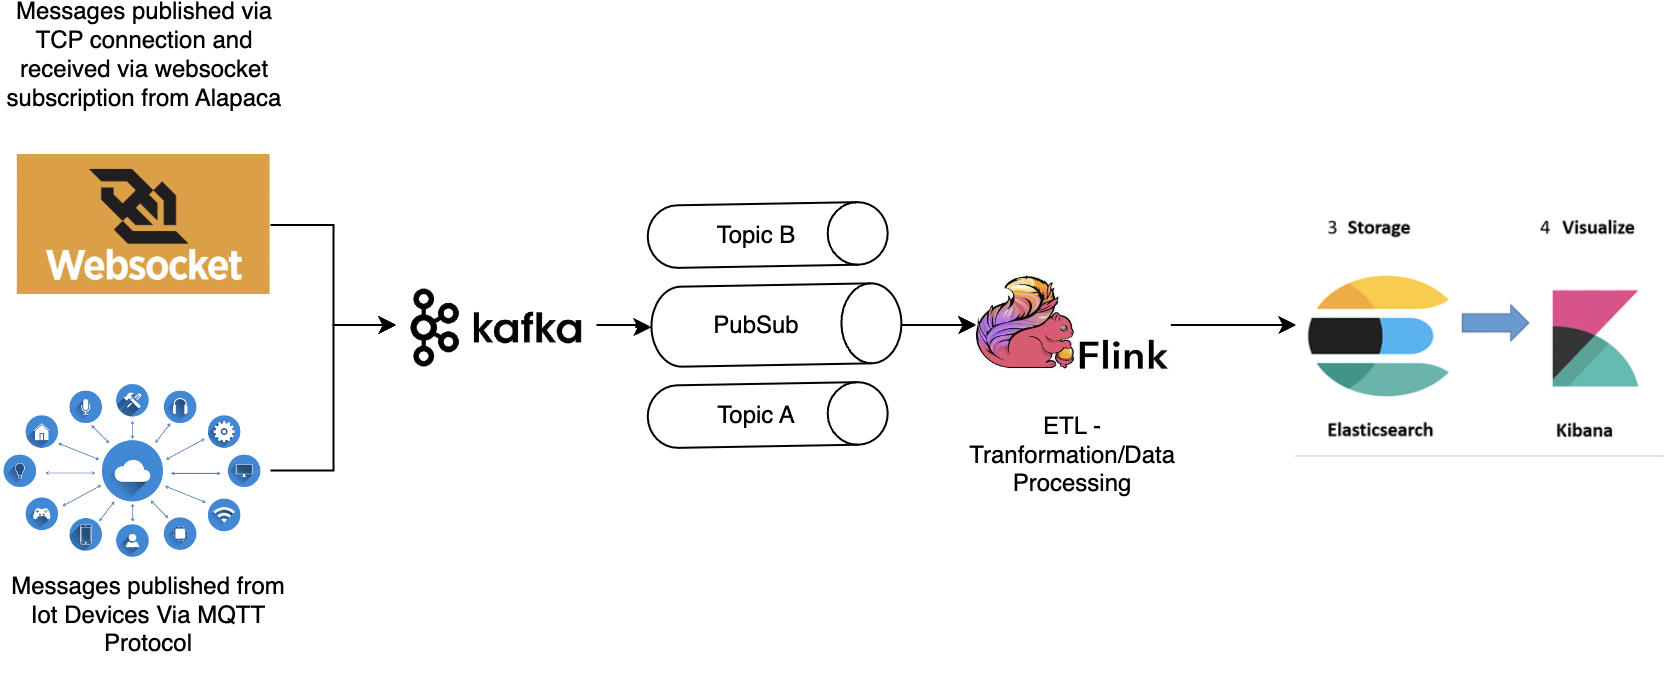 Messages published via
TCP connection and
received via websocket
subscription from Alapaca
Websocket
Messages published from
Iot Devices Via MQTT
Protocol
kafka
Topic B
PubSub
Topic A
Flink
ETL -
Tranformation/Data
Processing
3 Storage
Elasticsearch
4 Visualize
Kibana